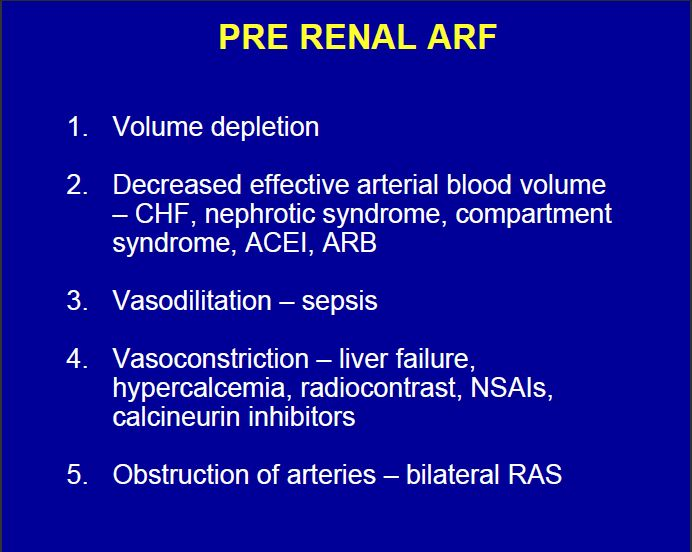 PRE RENAL ARF
1. Volume depletion
2. Decreased effective arterial blood volume
– CHF, nephrotic syndrome, compartment
syndrome, ACEI, ARB
3. Vasodilitation – sepsis
4. Vasoconstriction – liver failure,
hypercalcemia, radiocontrast, NSAIs,
calcineurin inhibitors
5. Obstruction of arteries – bilateral RAS